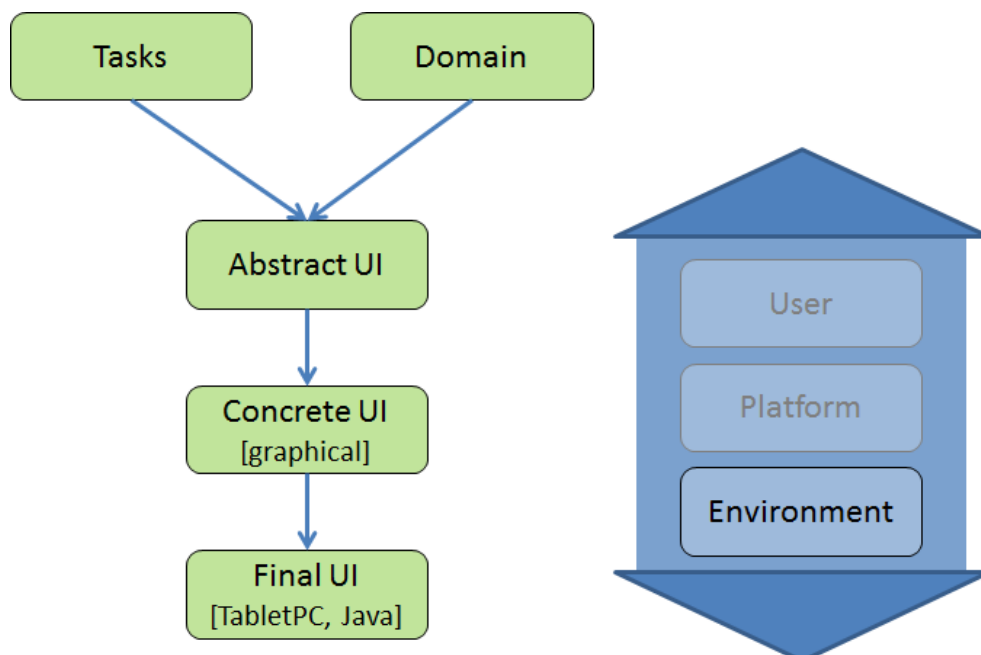 Tasks
Domain
Abstract UI
Concrete UI
[graphical]
Final UI
[TabletPC, Java]
User
Platform
Environment